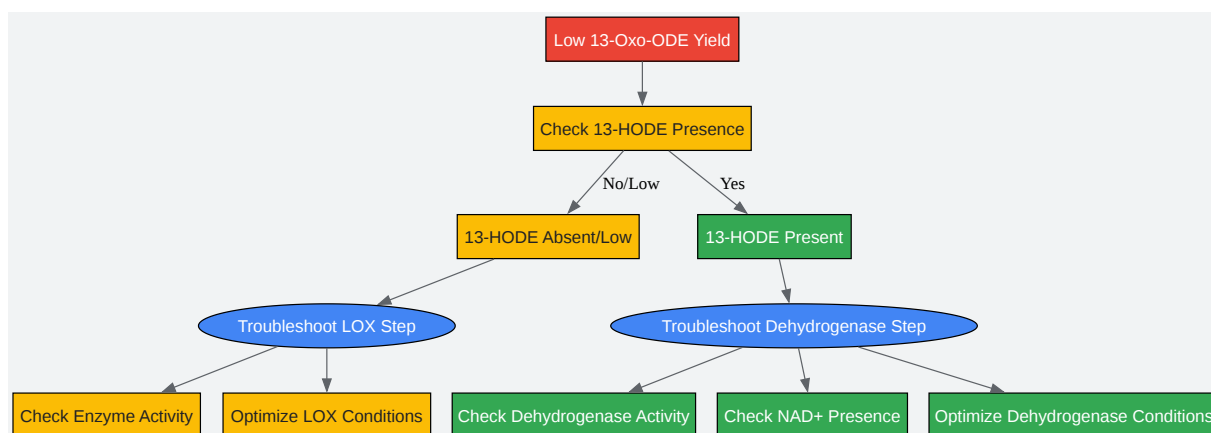 Low 13-Oxo-ODE Yield
Check 13-HODE Presence
No/Low
Yes
13-HODE Absent/Low
13-HODE Present
Troubleshoot LOX Step
Troubleshoot Dehydrogenase Step
Check Enzyme Activity
Optimize LOX Conditions
Check Dehydrogenase Activity
Check NAD+ Presence
Optimize Dehydrogenase Conditions